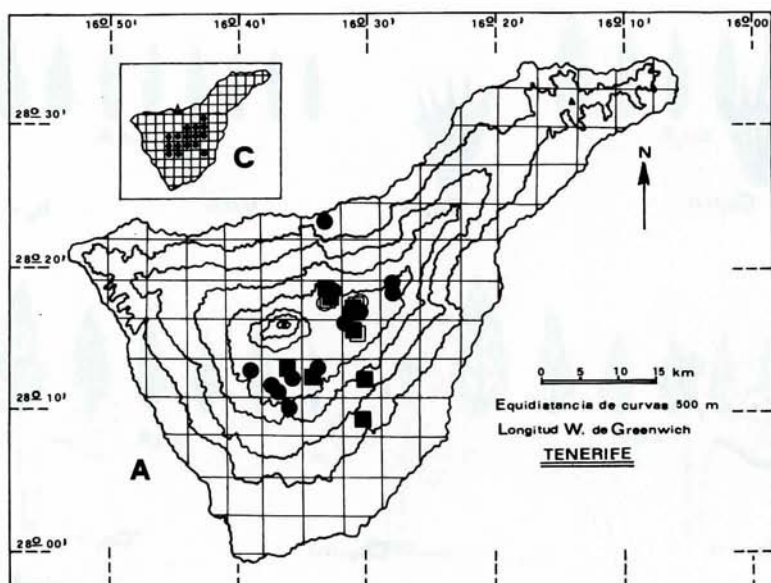 16º 50' 16º 40' 16º 30' 16º 20' 16º 10' 16º 00'
28º 30'
C
N
28º 20'
0 5 10 15 km
28º 10'
Equidistancia de curvas 500 m
Longitud W. de Greenwich
A
TENERIFE
28º 00'